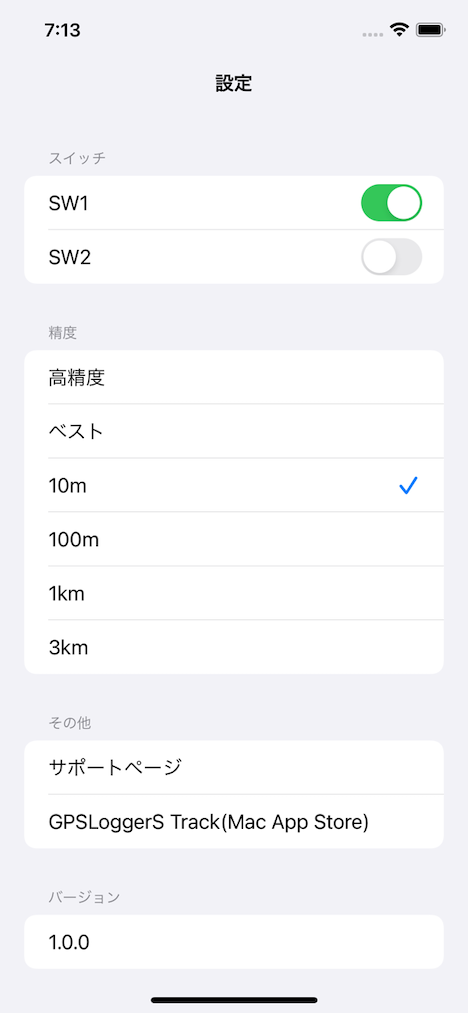 7:13
設定
スイッチ
SW1
SW2
精度
高精度
ベスト
10m
100m
1km
3km
その他
サポートページ
GPSLoggerS Track(Mac App Store)
バージョン
1.0.0